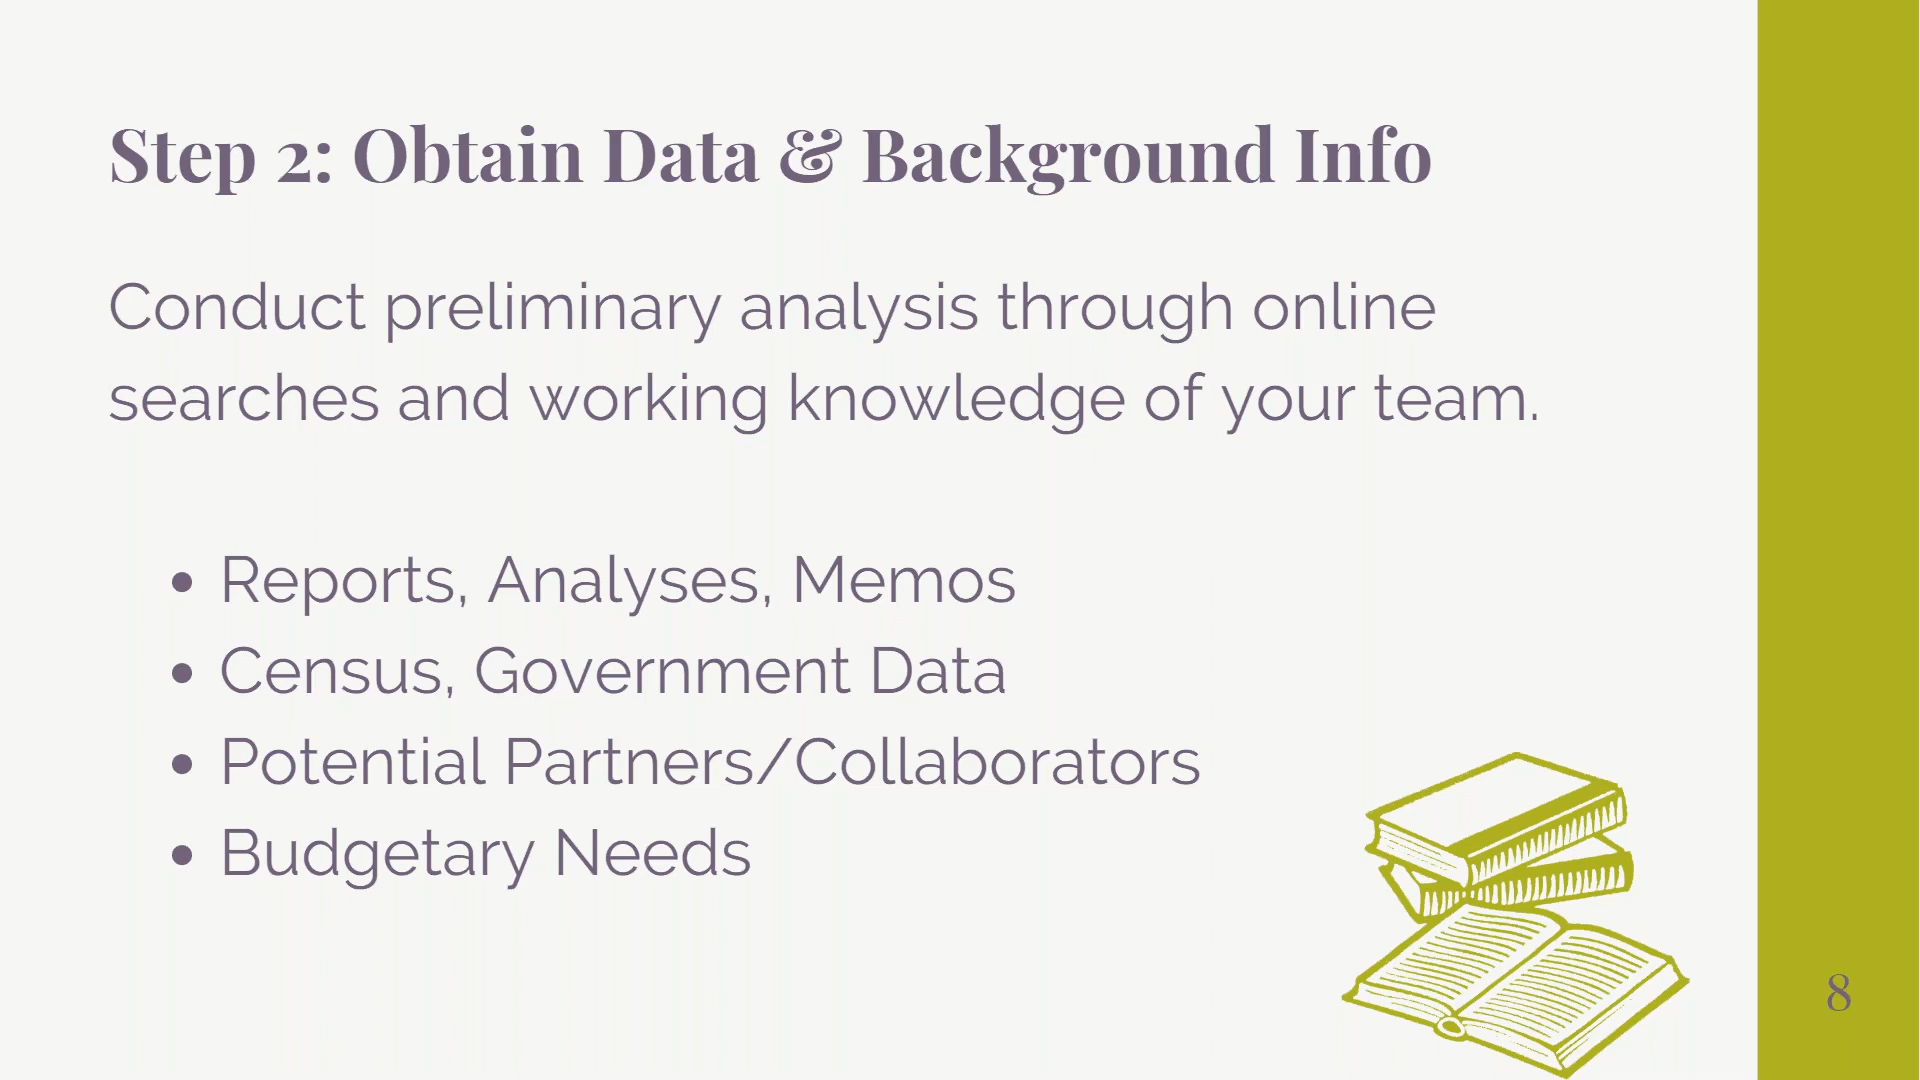 Step 2: Obtain Data & Background Info
Conduct preliminary analysis through online
searches and working knowledge of your team.
• Reports, Analyses, Memos
• Census, Government Data
• Potential Partners/Collaborators
• Budgetary Needs
8